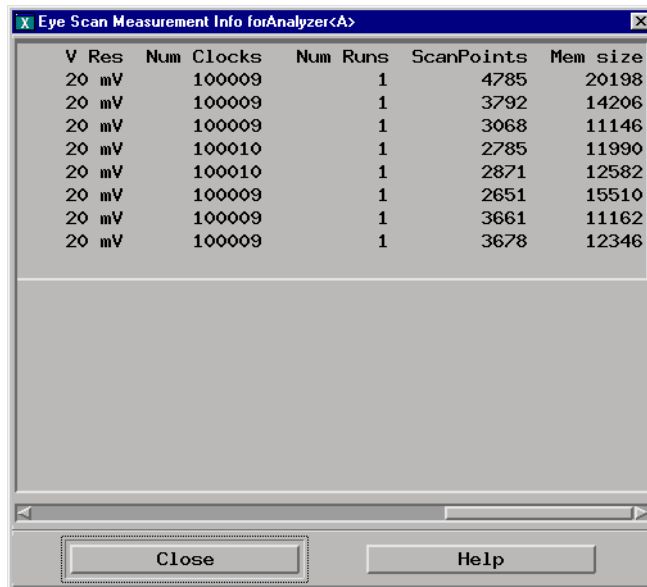 Eye Scan Measurement Info forAnalyzer<A>
V Res Num Clocks Num Runs ScanPoints Mem size
20 mV 100009 1 4785 20198
20 mV 100009 1 3792 14206
20 mV 100009 1 3068 11146
20 mV 100010 1 2785 11990
20 mV 100010 1 2871 12582
20 mV 100009 1 2651 15510
20 mV 100009 1 3661 11162
20 mV 100009 1 3678 12346
Close Help